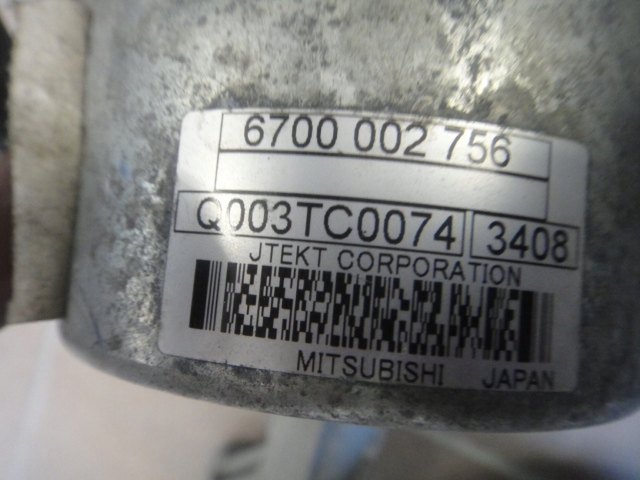 6700 002 756
Q003TC0074 3408
JTEKT CORPORATION
MITSUBISHI JAPAN